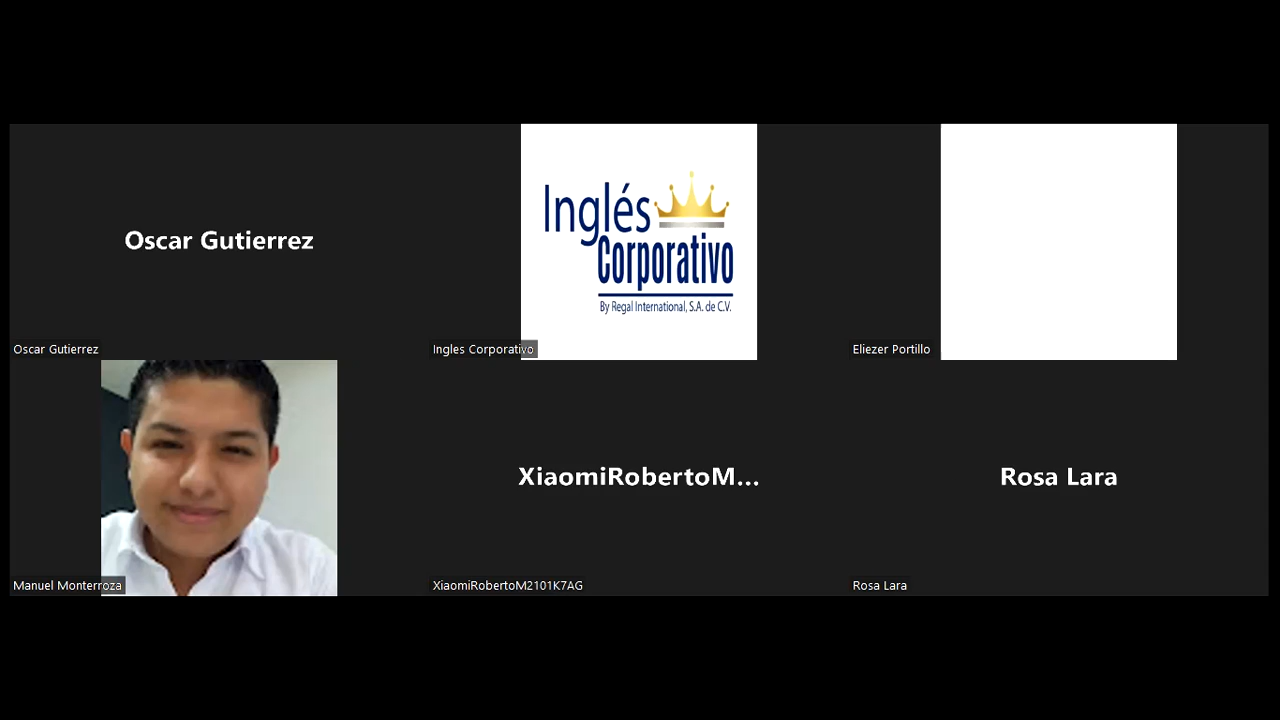 Oscar Gutierrez
Oscar Gutierrez
Inglés
Corporativo
By Regal International, S.A. de C.V.
Ingles Corporativo
Eliezer Portillo
Manuel Monterroza
XiaomiRobertoM...
XiaomiRobertoM2101K7AG
Rosa Lara
Rosa Lara